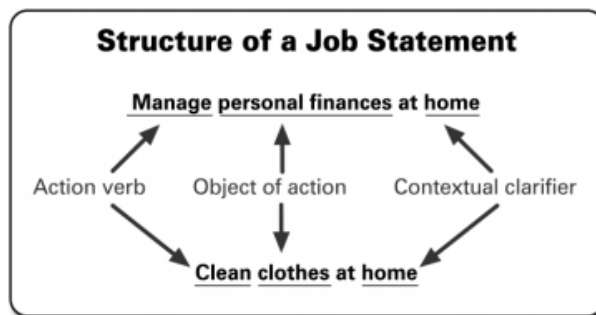 Structure of a Job Statement
Manage personal finances at home
Action verb
Object of action
Contextual clarifier
Clean clothes at home